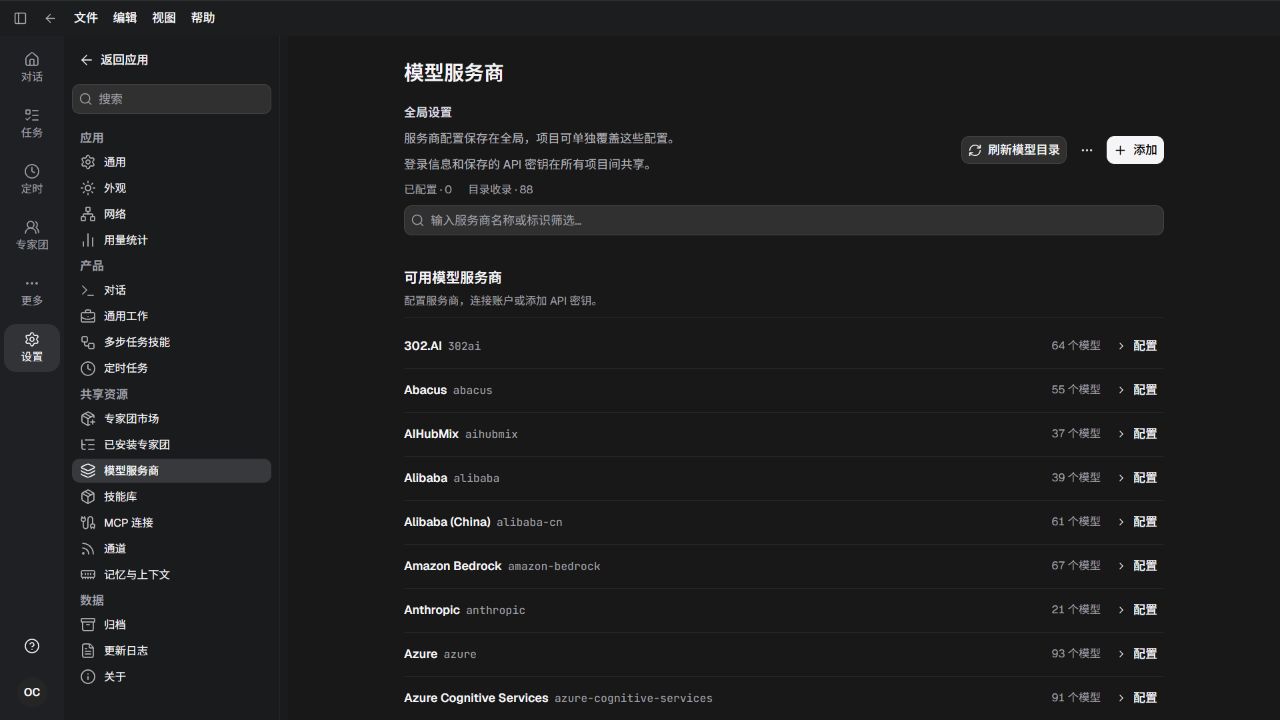 文件 编辑 视图 帮助
对话
任务
定时
专家团
更多
设置
OC
返回应用
搜索
应用
通用
外观
网络
用量统计
产品
对话
通用工作
多步任务技能
定时任务
共享资源
专家团市场
已安装专家团
模型服务商
技能库
MCP 连接
通道
记忆与上下文
数据
归档
更新日志
关于
模型服务商
全局设置
服务商配置保存在全局，项目可单独覆盖这些配置。
登录信息和保存的 API 密钥在所有项目间共享。
已配置 · 0 目录收录 · 88
刷新模型目录 ··· + 添加
输入服务商名称或标识筛选...
可用模型服务商
配置服务商，连接账户或添加 API 密钥。
302.AI 302ai 64 个模型 配置
Abacus abacus 55 个模型 配置
AIHubMix aihubmix 37 个模型 配置
Alibaba alibaba 39 个模型 配置
Alibaba (China) alibaba-cn 61 个模型 配置
Amazon Bedrock amazon-bedrock 67 个模型 配置
Anthropic anthropic 21 个模型 配置
Azure azure 93 个模型 配置
Azure Cognitive Services azure-cognitive-services 91 个模型 配置